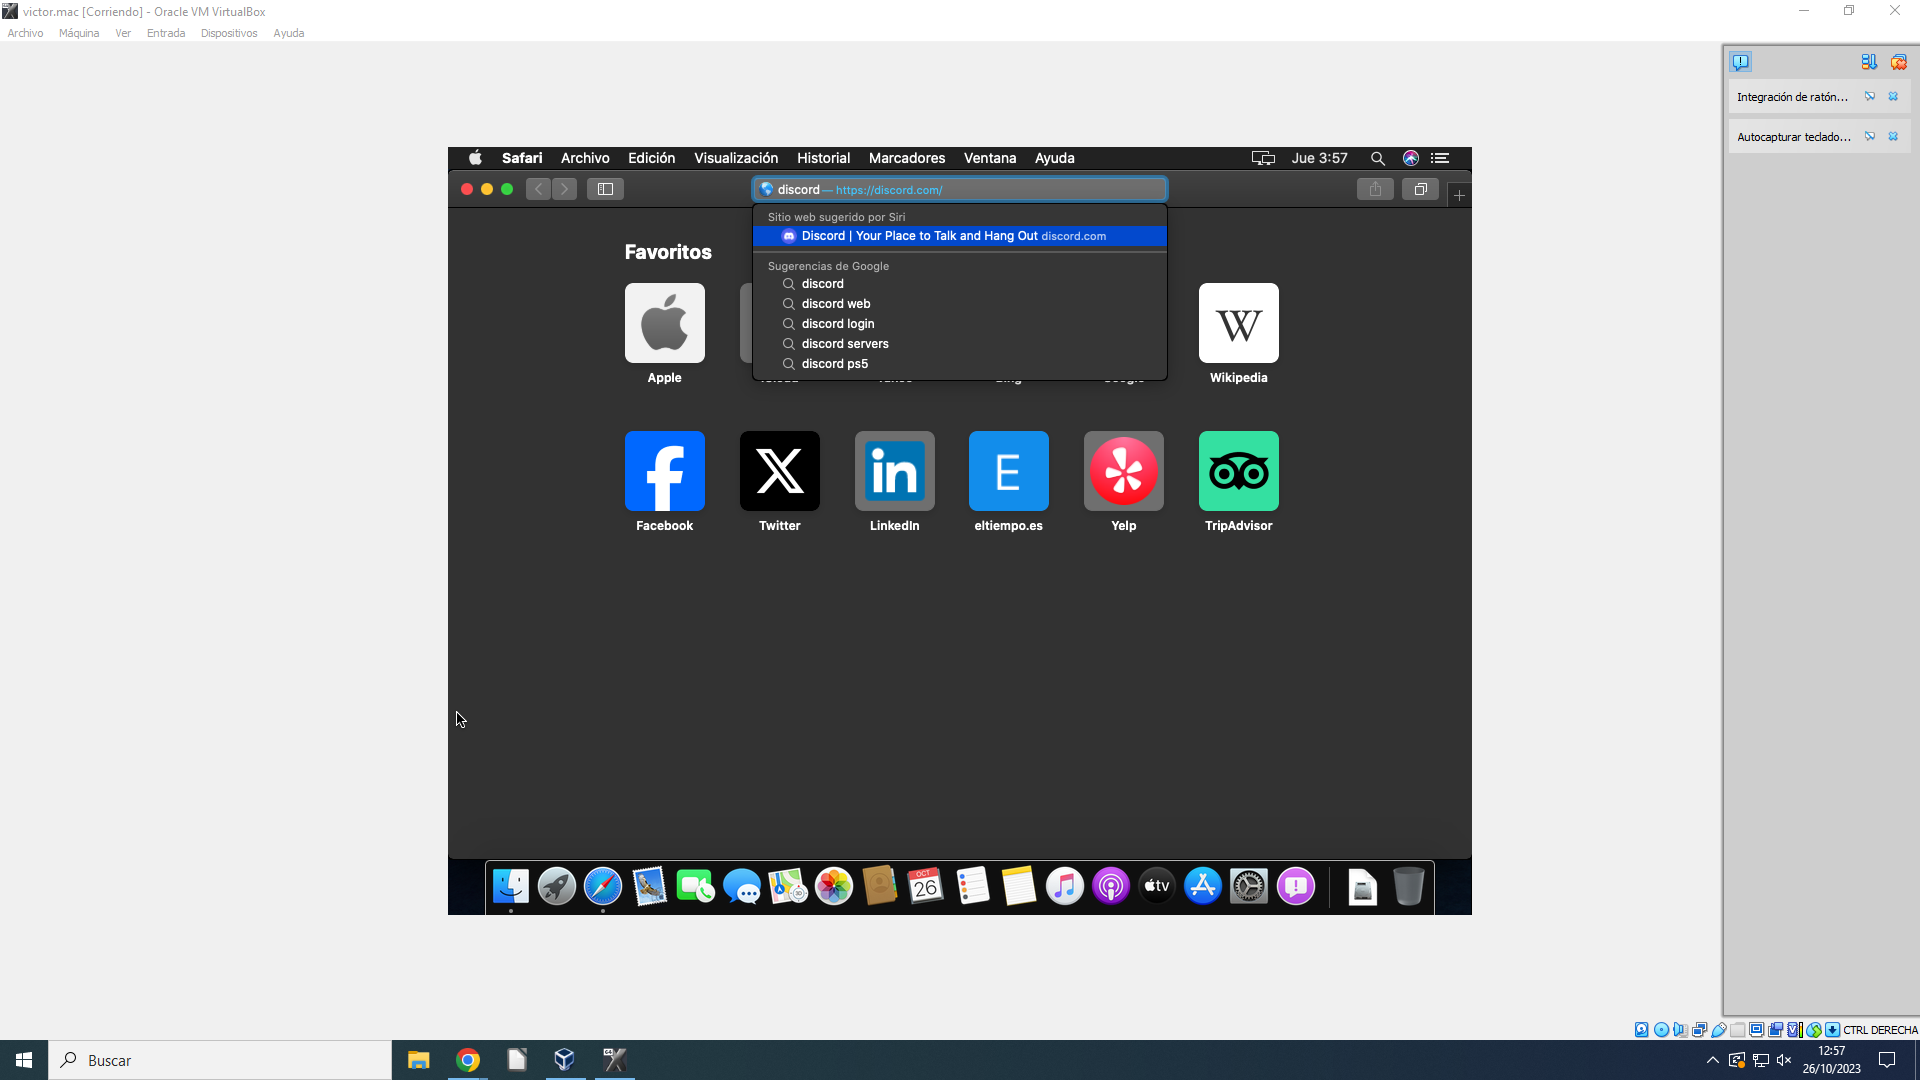 victor.mac [Corriendo] - Oracle VM VirtualBox
Archivo Máquina Ver Entrada Dispositivos Ayuda
Integración de ratón...
Autocapturar teclado...
Safari Archivo Edición Visualización Historial Marcadores Ventana Ayuda Jue 3:57
discord — https://discord.com/
Sitio web sugerido por Siri
Discord | Your Place to Talk and Hang Out discord.com
Sugerencias de Google
discord
discord web
discord login
discord servers
discord ps5
Favoritos
W
Apple Wikipedia
f X in E
Facebook Twitter LinkedIn eltiempo.es Yelp TripAdvisor
OCT
26
tv
CTRL DERECHA
Buscar
64
12:57
26/10/2023